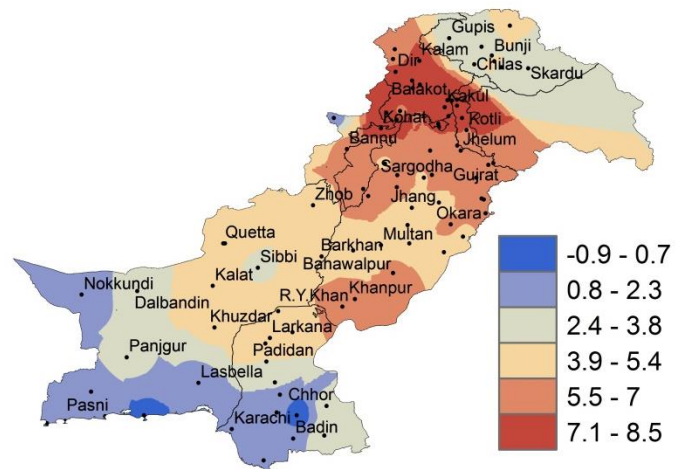 Gupis
Kalam
Bunji
Dir
Chilas
Skardu
Balakot
Kakul
Kohat
Kotli
Bannu
Jhelum
Sargodha
Gujrat
Zhob
Jhang
Okara
Quetta
Multan
Barkhan
Sibbi
Bahawalpur
Kalat
Nokkundi
Dalbandin
R.Y.Khan
Khanpur
Khuzdar
Larkana
Panjgur
Padidan
Lasbella
Chhor
Pasni
Karachi
Badin
-0.9 - 0.7
0.8 - 2.3
2.4 - 3.8
3.9 - 5.4
5.5 - 7
7.1 - 8.5